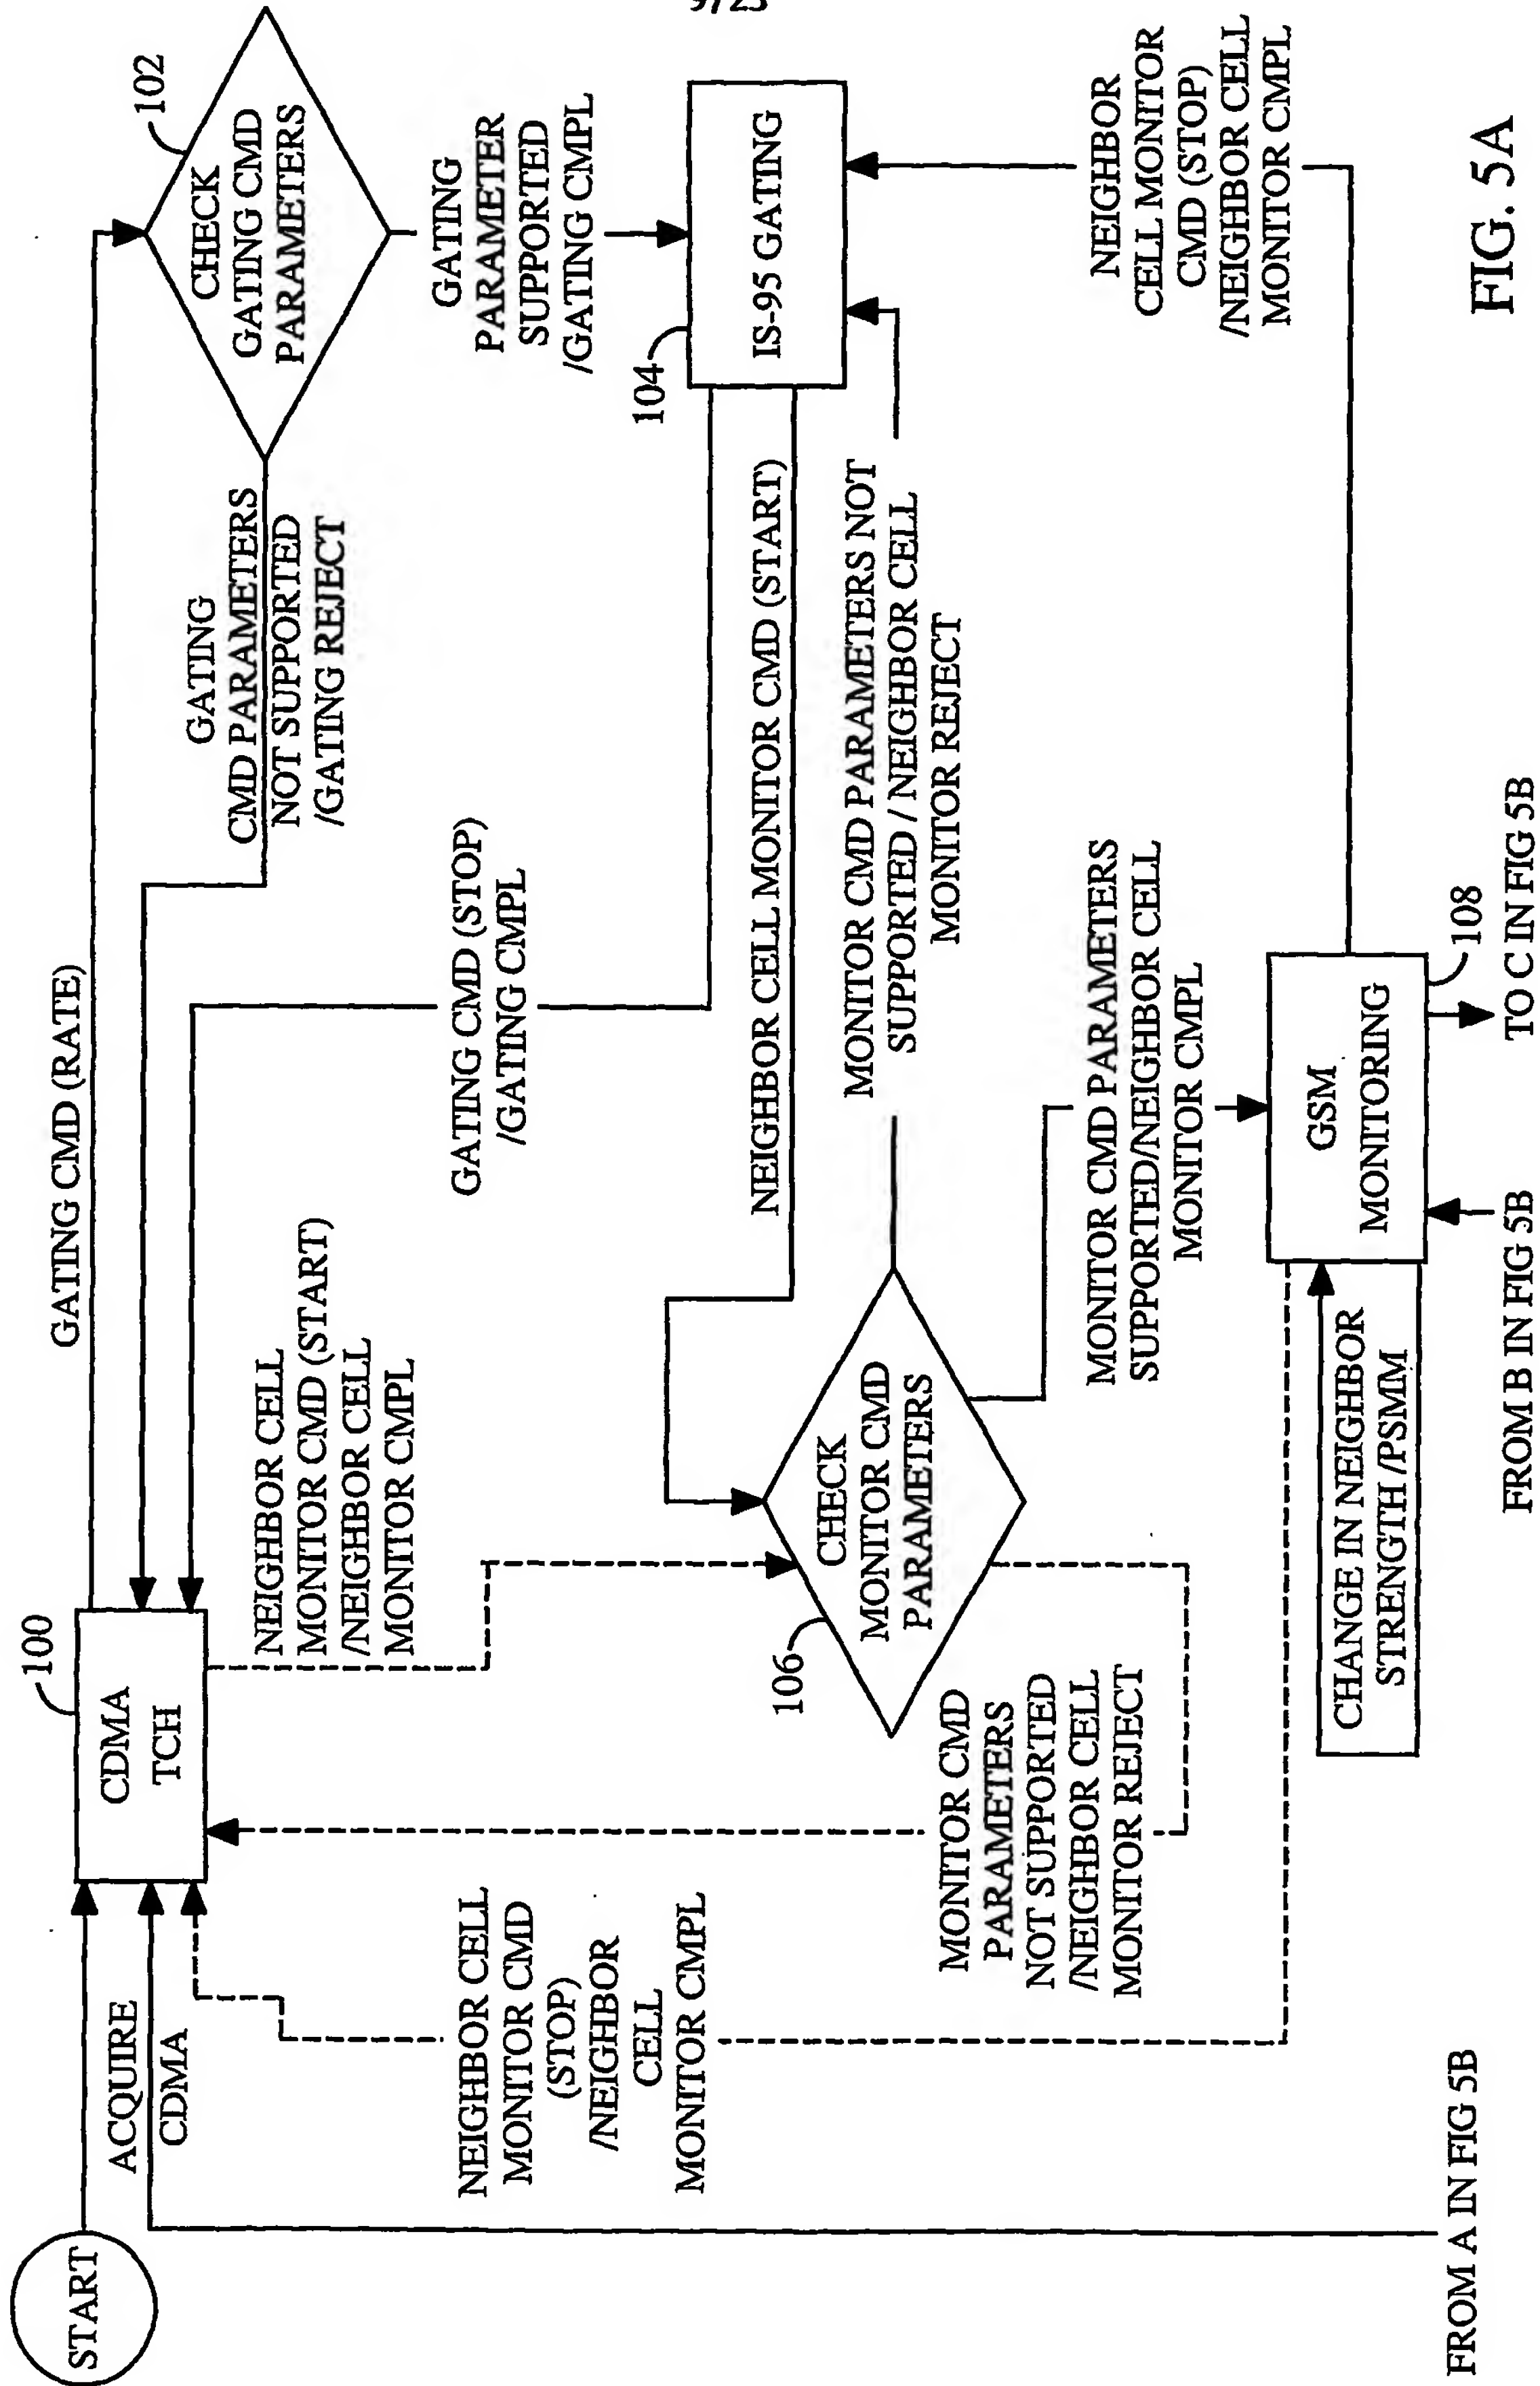 9/23
START
ACQUIRE
CDMA
100
CDMA
TCH
GATING CMD (RATE)
102
CHECK
GATING CMD
PARAMETERS
GATING
CMD PARAMETERS
NOT SUPPORTED
/GATING REJECT
GATING
PARAMETER
SUPPORTED
/GATING CMPL
104
IS-95 GATING
GATING CMD (STOP)
/GATING CMPL
NEIGHBOR CELL
MONITOR CMD (START)
/NEIGHBOR CELL
MONITOR CMPL
NEIGHBOR CELL MONITOR CMD (START)
MONITOR CMD PARAMETERS NOT
SUPPORTED / NEIGHBOR CELL
MONITOR REJECT
NEIGHBOR CELL
MONITOR CMD
(STOP)
/NEIGHBOR
CELL
MONITOR CMPL
106
CHECK
MONITOR CMD
PARAMETERS
MONITOR CMD
PARAMETERS
NOT SUPPORTED
/NEIGHBOR CELL
MONITOR REJECT
MONITOR CMD PARAMETERS
SUPPORTED/NEIGHBOR CELL
MONITOR CMPL
NEIGHBOR
CELL MONITOR
CMD (STOP)
/NEIGHBOR CELL
MONITOR CMPL
GSM
MONITORING
108
CHANGE IN NEIGHBOR
STRENGTH /PSMM
FROM A IN FIG 5B
FROM B IN FIG 5B
TO C IN FIG 5B
FIG. 5A